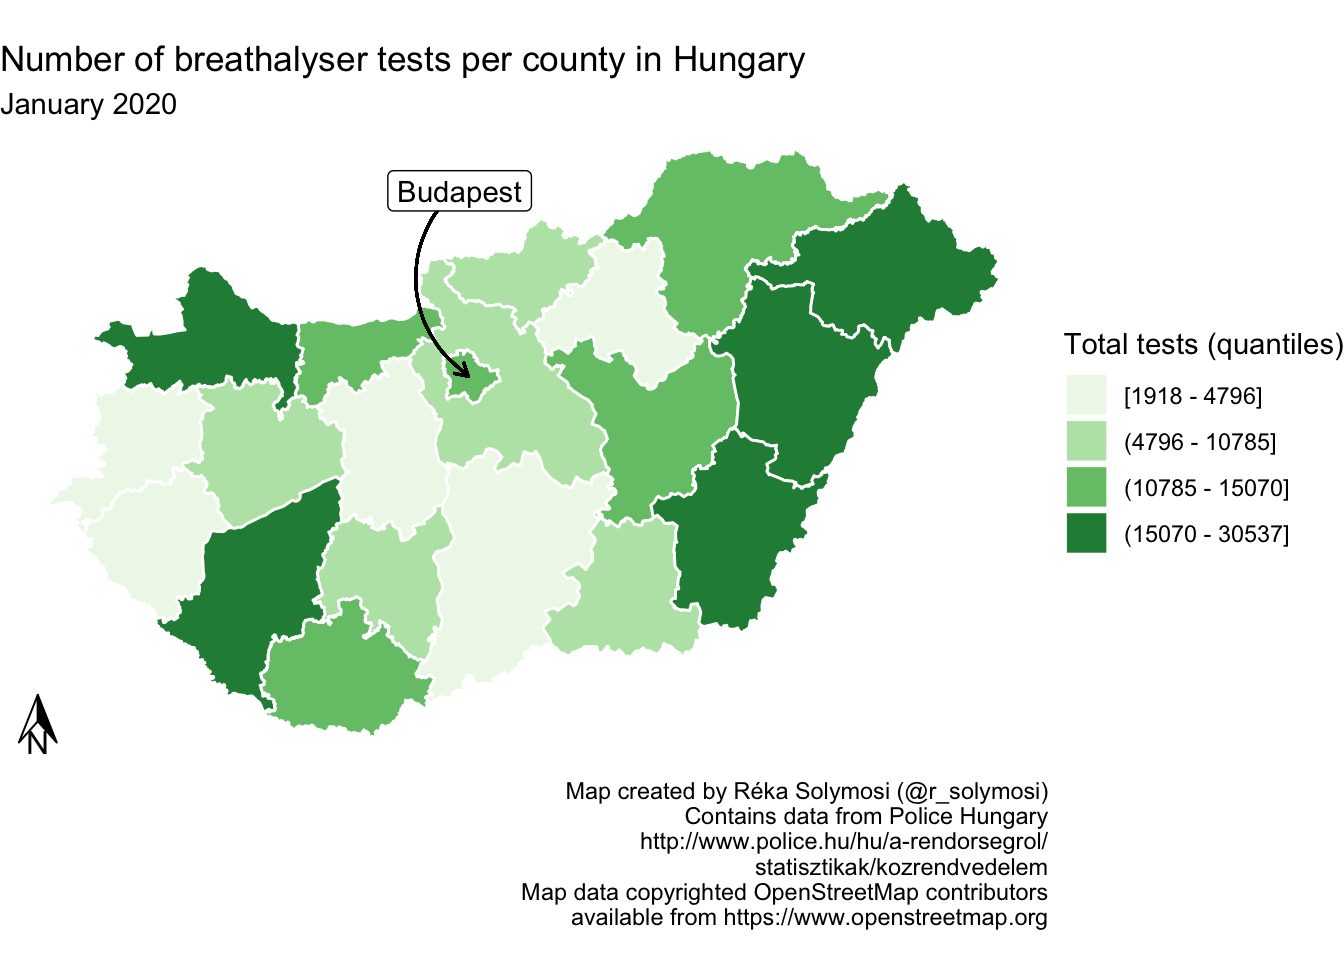 Number of breathalyser tests per county in Hungary
January 2020
Budapest
Total tests (quantiles)
[1918 - 4796]
(4796 - 10785]
(10785 - 15070]
(15070 - 30537]
N
Map created by Réka Solymosi (@r_solymosi)
Contains data from Police Hungary
http://www.police.hu/hu/a-rendorsegrol/
statisztikak/kozrendvedelem
Map data copyrighted OpenStreetMap contributors
available from https://www.openstreetmap.org